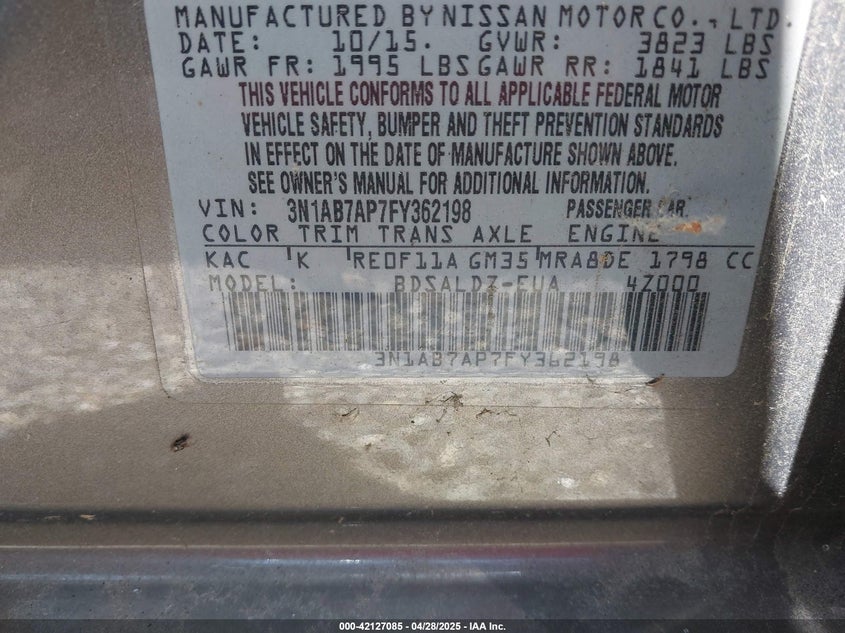 MANUFACTURED BY NISSAN MOTOR CO., LTD.
DATE: 10/15. GVWR: 3823 LBS
GAWR FR: 1995 LBS GAWR RR: 1841 LBS
THIS VEHICLE CONFORMS TO ALL APPLICABLE FEDERAL MOTOR
VEHICLE SAFETY, BUMPER AND THEFT PREVENTION STANDARDS
IN EFFECT ON THE DATE OF MANUFACTURE SHOWN ABOVE.
SEE OWNER'S MANUAL FOR ADDITIONAL INFORMATION.
VIN: 3N1AB7AP7FY362198 PASSENGER CAR.
COLOR TRIM TRANS AXLE ENGINE
KAC K RE0F11A GM35 MRA8DE 1798 CC
MODEL: BDSALDZ-EUA 4Z000
3N1AB7AP7FY362198
000-42127085 | 04/28/2025 - IAA Inc.